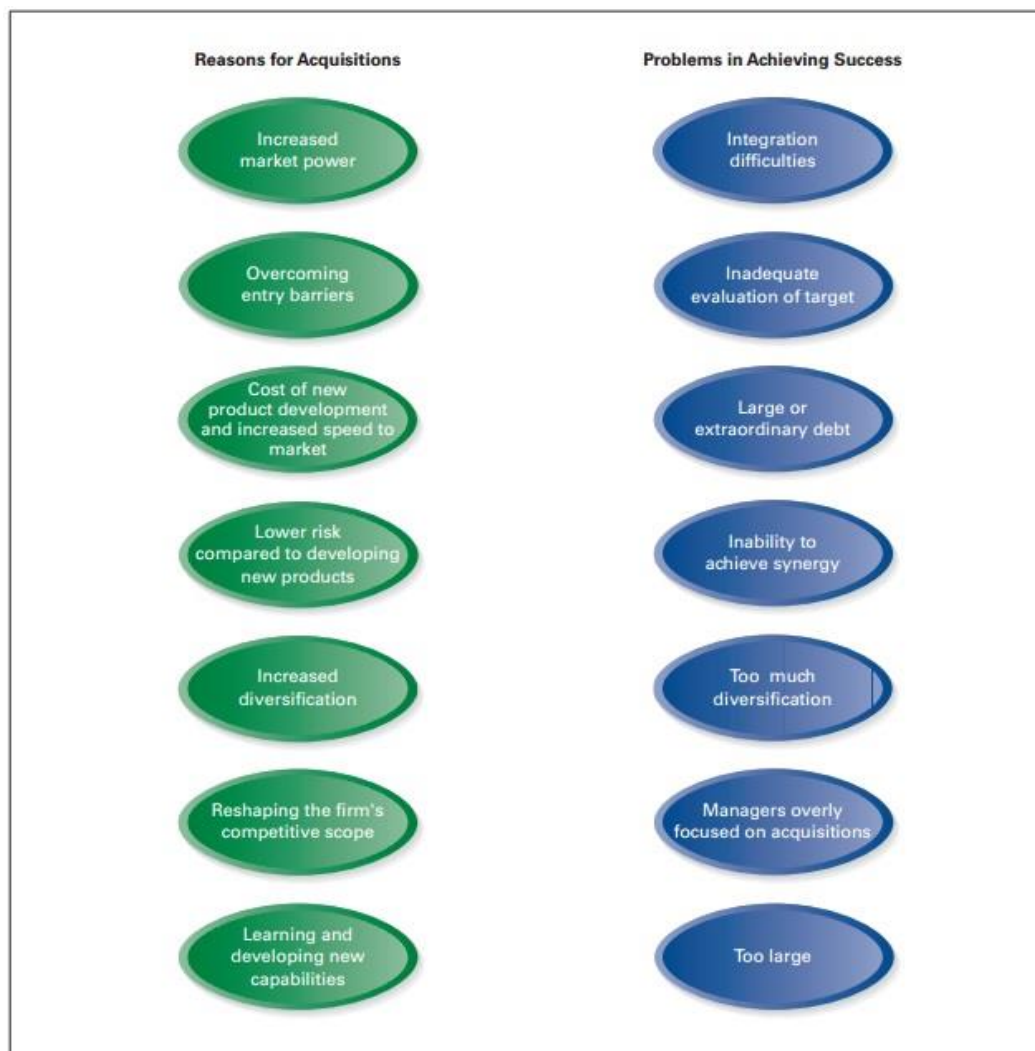 Reasons for Acquisitions
Increased
market power
Overcoming
entry barriers
Cost of new
product development
and increased speed to
market
Lower risk
compared to developing
new products
Increased
diversification
Reshaping the firm's
competitive scope
Learning and
developing new
capabilities
Problems in Achieving Success
Integration
difficulties
Inadequate
evaluation of target
Large or
extraordinary debt
Inability to
achieve synergy
Too much
diversification
Managers overly
focused on acquisitions
Too large